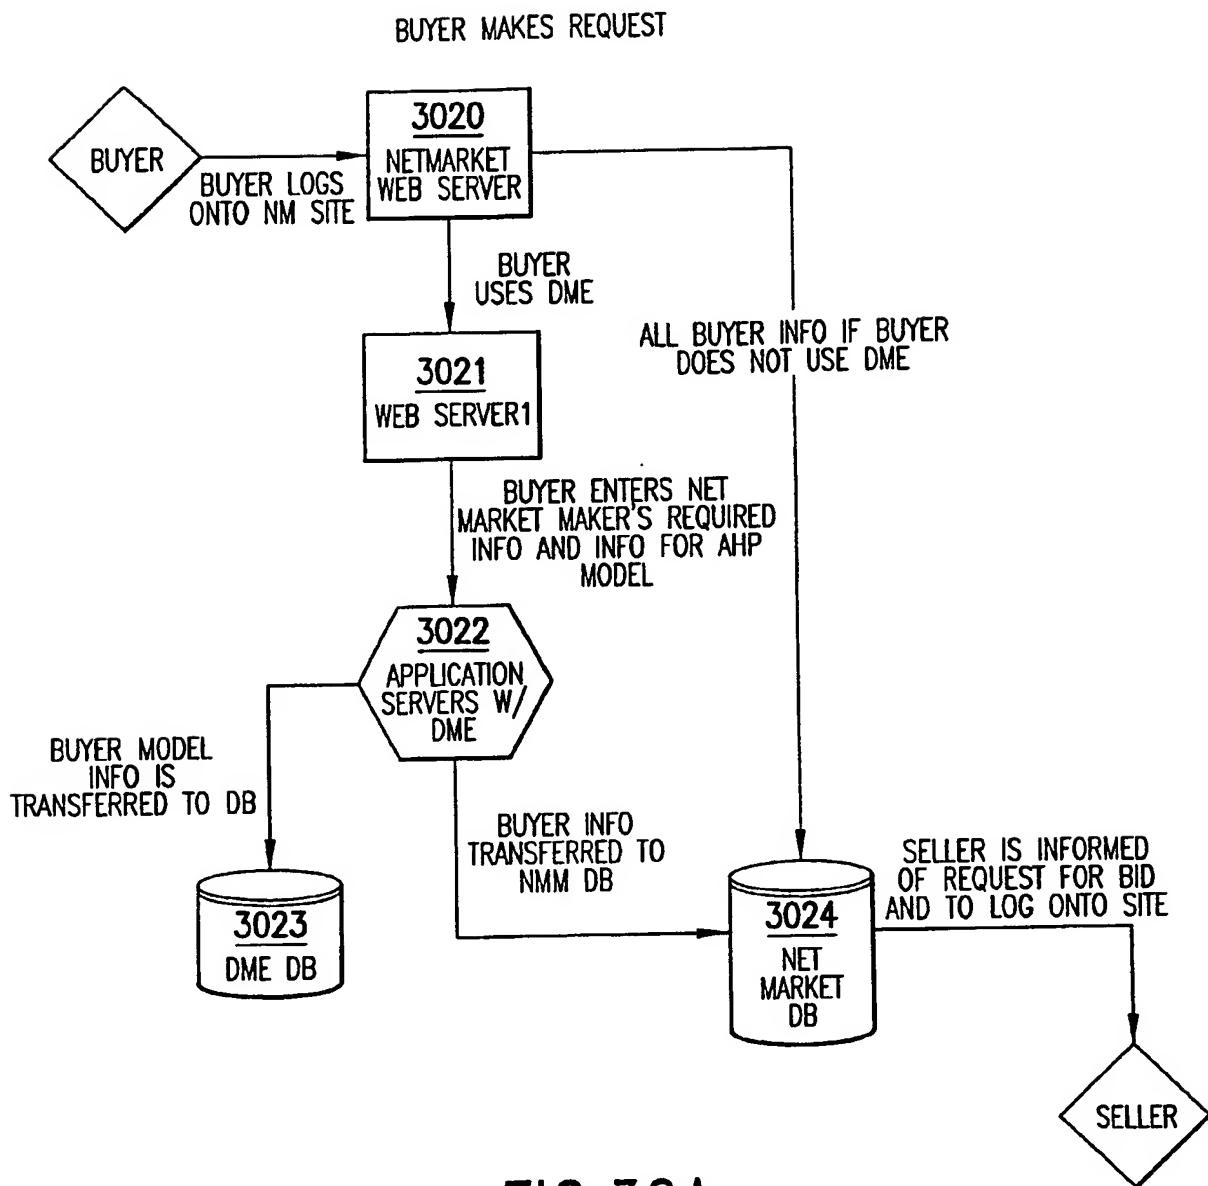 BUYER MAKES REQUEST
BUYER
BUYER LOGS
ONTO NM SITE
3020
NETMARKET
WEB SERVER
BUYER
USES DME
ALL BUYER INFO IF BUYER
DOES NOT USE DME
3021
WEB SERVER1
BUYER ENTERS NET
MARKET MAKER'S REQUIRED
INFO AND INFO FOR AHP
MODEL
3022
APPLICATION
SERVERS W/
DME
BUYER MODEL
INFO IS
TRANSFERRED TO DB
BUYER INFO
TRANSFERRED TO
NMM DB
3023
DME DB
3024
NET
MARKET
DB
SELLER IS INFORMED
OF REQUEST FOR BID
AND TO LOG ONTO SITE
SELLER